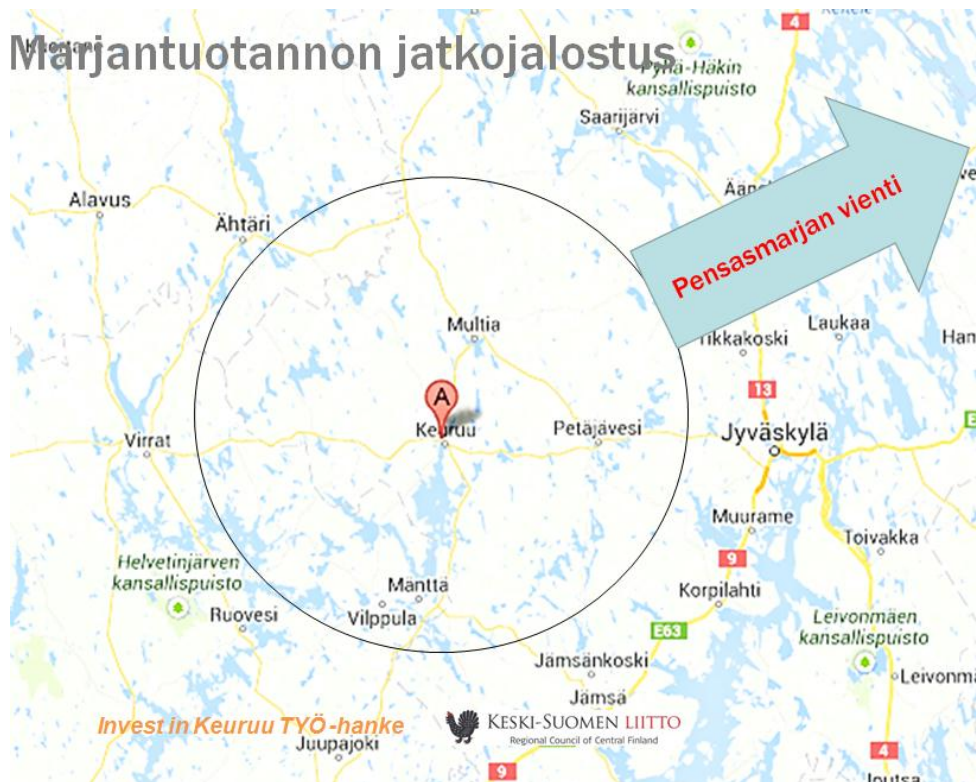 Marjantuotannon jatkojalostus
4
Pyhä-Häkin
kansallispuisto
Saarijärvi
Alavus
Ähtäri
Pensasmarjan vienti
Multia
Laukaa
13
A
Keuruu
Virrat
Petäjävesi
Jyväskylä
Muurame
Toivakka
Helvetinjärven
kansallispuisto
9
Mänttä
Vilppula
Ruovesi
Korpilahti
E63
Leivonmäen
kansallispuisto
Jämsänkoski
Jämsä
Invest in Keuruu TYÖ -hanke
KESKI-SUOMEN LIITTO
Regional Council of Central Finland
Juupajoki
4
9